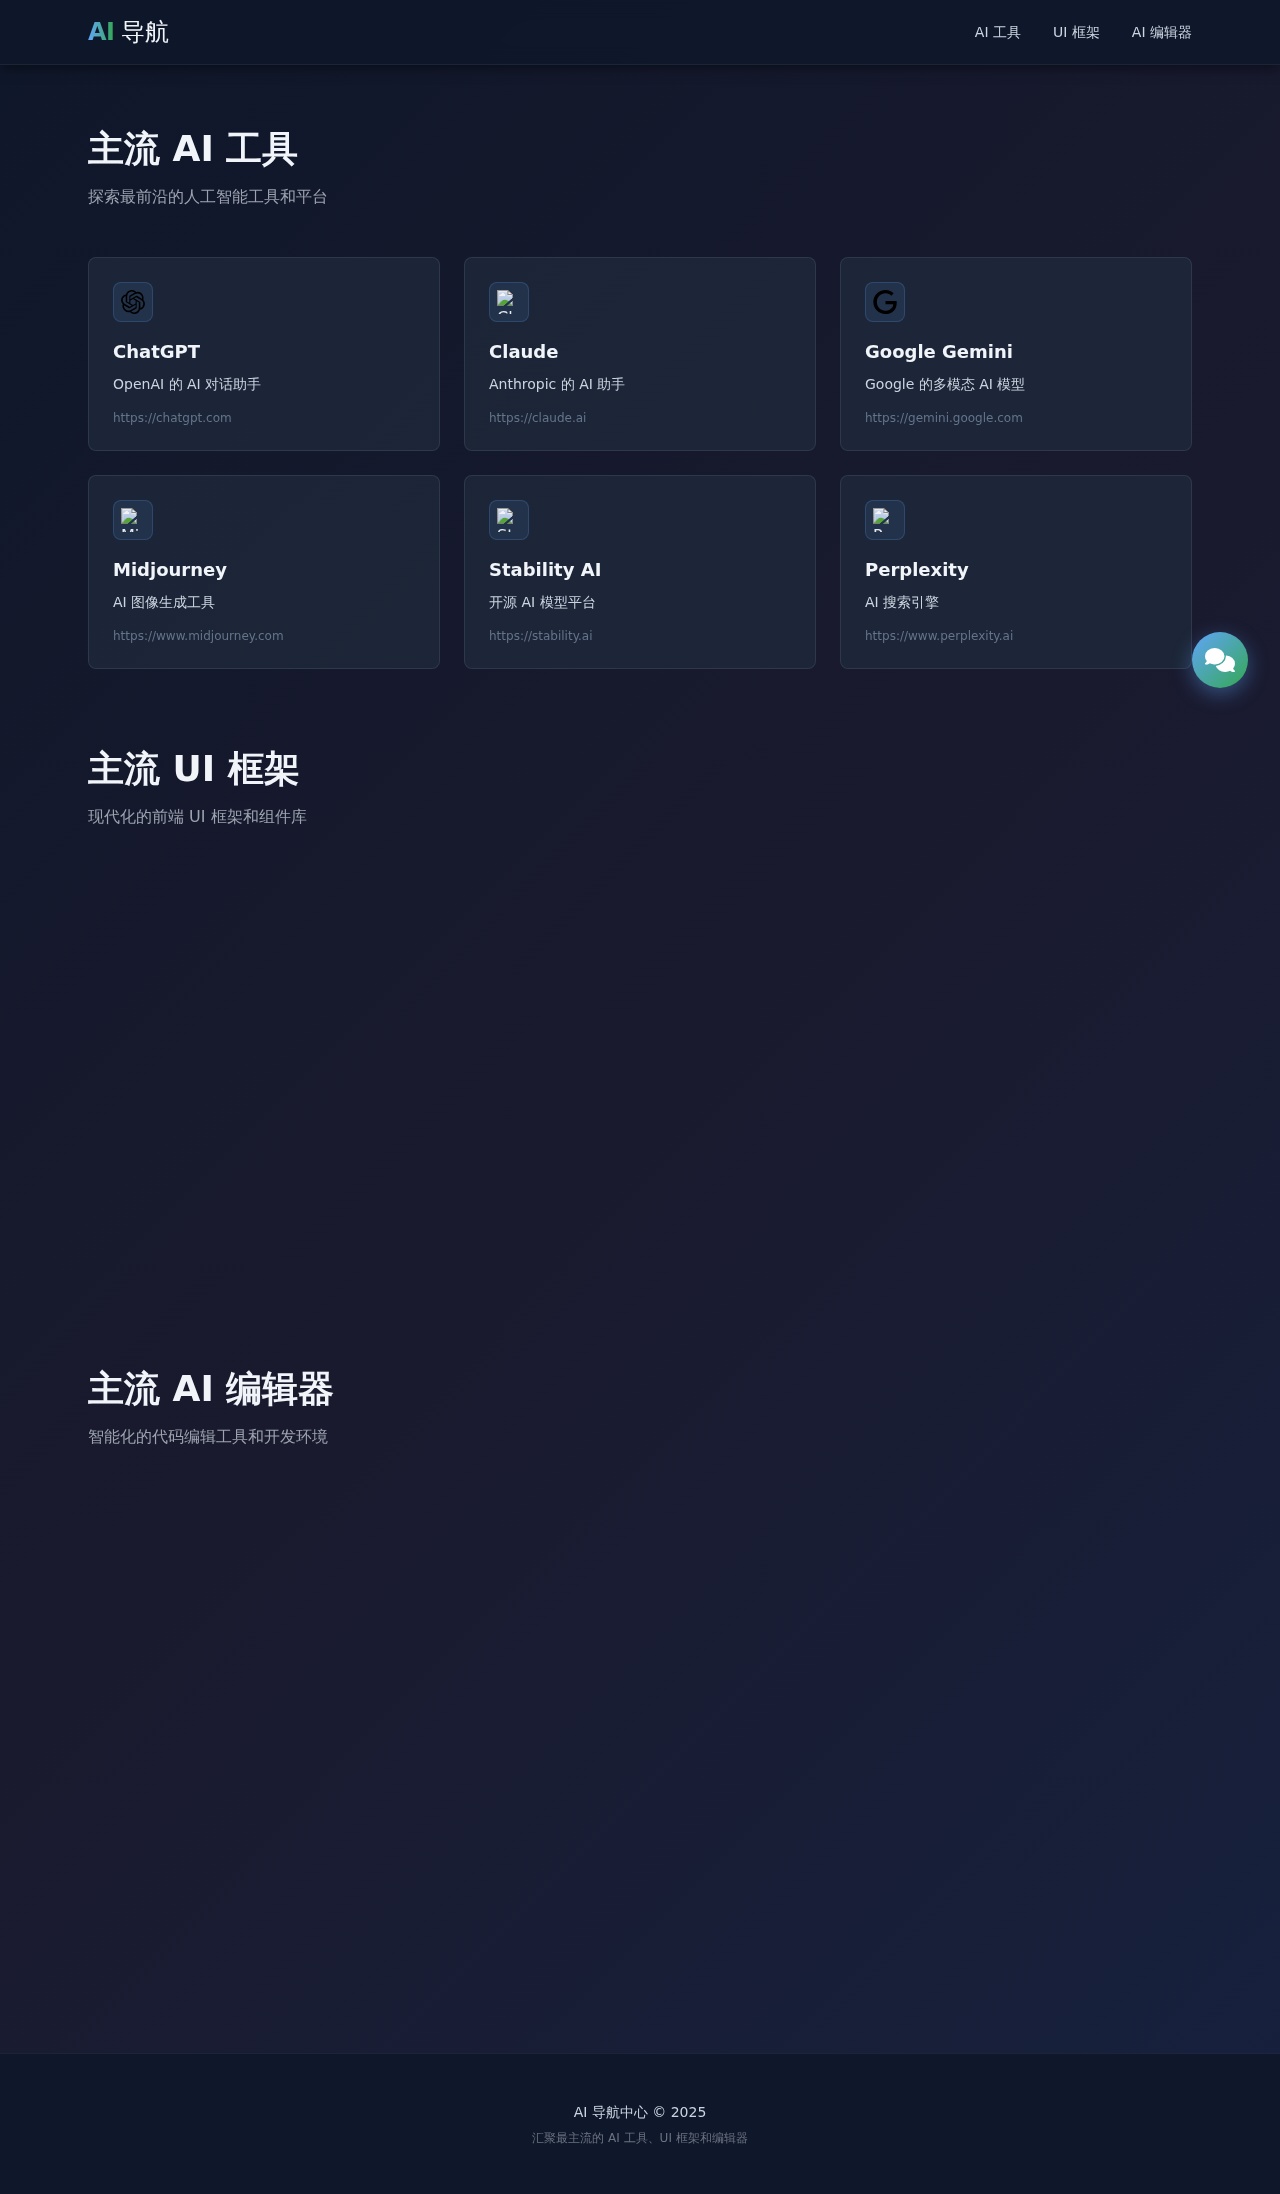 AI 导航
AI 工具
UI 框架
AI 编辑器
主流 AI 工具
探索最前沿的人工智能工具和平台
ChatGPT
OpenAI 的 AI 对话助手
https://chatgpt.com
Claude
Anthropic 的 AI 助手
https://claude.ai
Google Gemini
Google 的多模态 AI 模型
https://gemini.google.com
Midjourney
AI 图像生成工具
https://www.midjourney.com
Stability AI
开源 AI 模型平台
https://stability.ai
Perplexity
AI 搜索引擎
https://www.perplexity.ai
主流 UI 框架
现代化的前端 UI 框架和组件库
主流 AI 编辑器
智能化的代码编辑工具和开发环境
AI 导航中心 © 2025
汇聚最主流的 AI 工具、UI 框架和编辑器